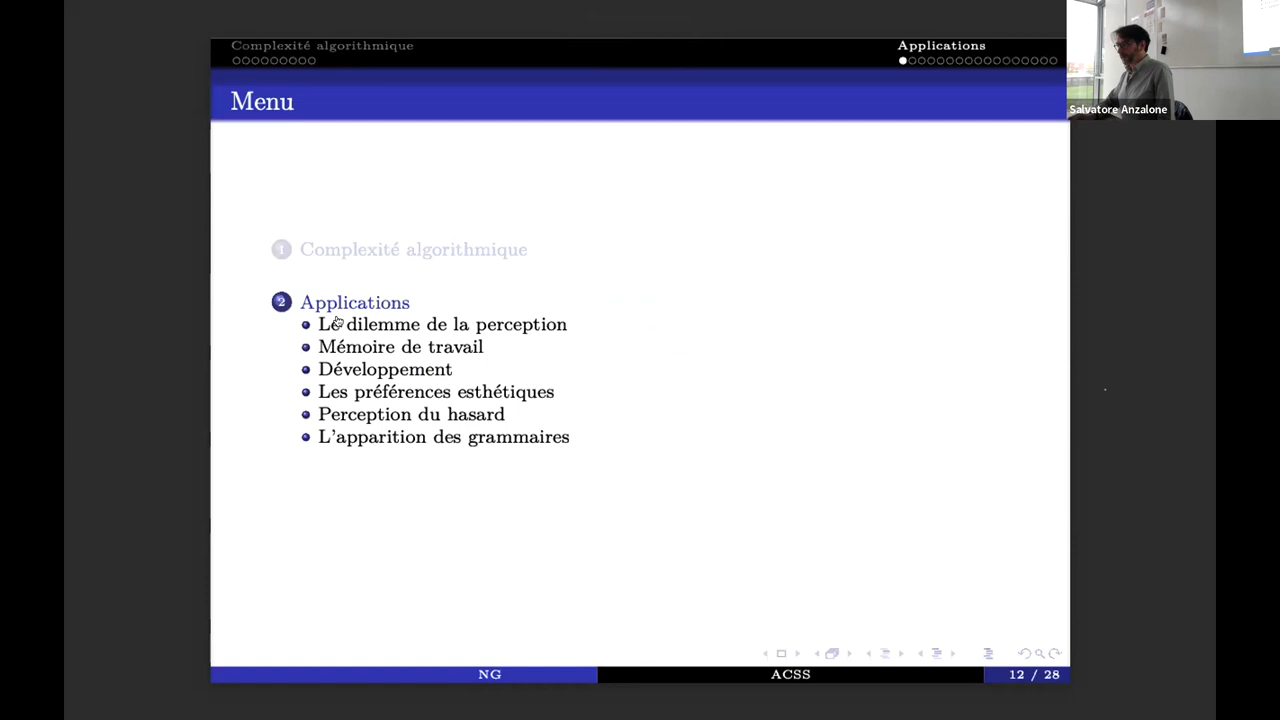 Complexité algorithmique
Applications
Menu
Salvatore Anzalone
1 Complexité algorithmique
2 Applications
Le dilemme de la perception
Mémoire de travail
Développement
Les préférences esthétiques
Perception du hasard
L'apparition des grammaires
NG
ACSS
12 / 28